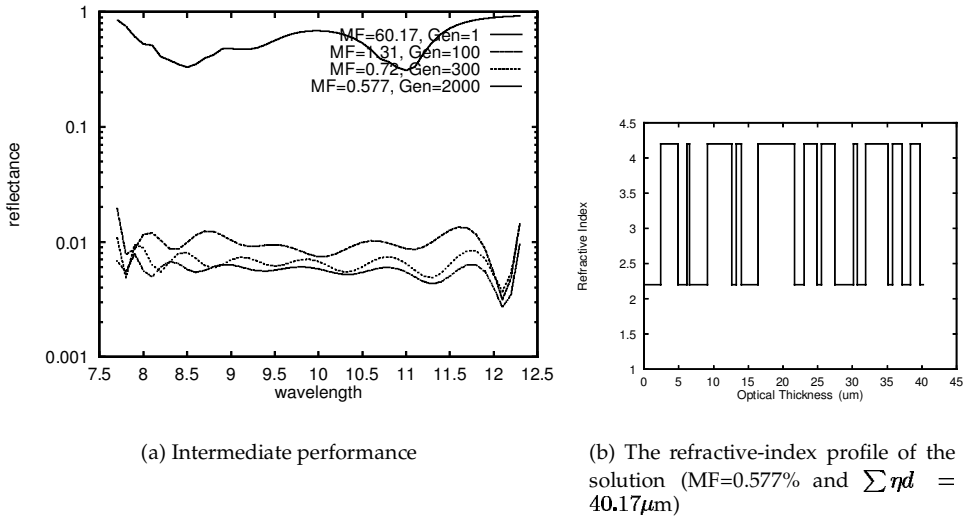 1
0.1
0.01
0.001
reflectance
MF=60.17, Gen=1
MF=1.31, Gen=100
MF=0.72, Gen=300
MF=0.577, Gen=2000
7.5 8 8.5 9 9.5 10 10.5 11 11.5 12 12.5
wavelength
(a) Intermediate performance
4.5
4
3.5
3
2.5
2
1.5
1
Refractive Index
0 5 10 15 20 25 30 35 40 45
Optical Thickness (um)
(b) The refractive-index profile of the
solution (MF=0.577% and ∑ηd =
40.17μm)